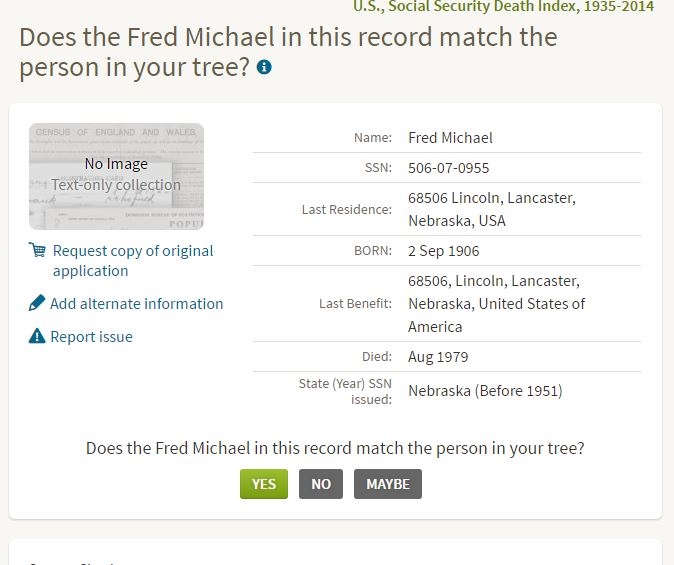 U.S., Social Security Death Index, 1935-2014
Does the Fred Michael in this record match the
person in your tree?
CENSUS OF ENGLAND AND WALES,
No Image
Text-only collection
POPU
Request copy of original
application
Add alternate information
Report issue
Name: Fred Michael
SSN: 506-07-0955
Last Residence: 68506 Lincoln, Lancaster,
Nebraska, USA
BORN: 2 Sep 1906
Last Benefit: 68506, Lincoln, Lancaster,
Nebraska, United States of
America
Died: Aug 1979
State (Year) SSN
issued: Nebraska (Before 1951)
Does the Fred Michael in this record match the person in your tree?
YES NO MAYBE